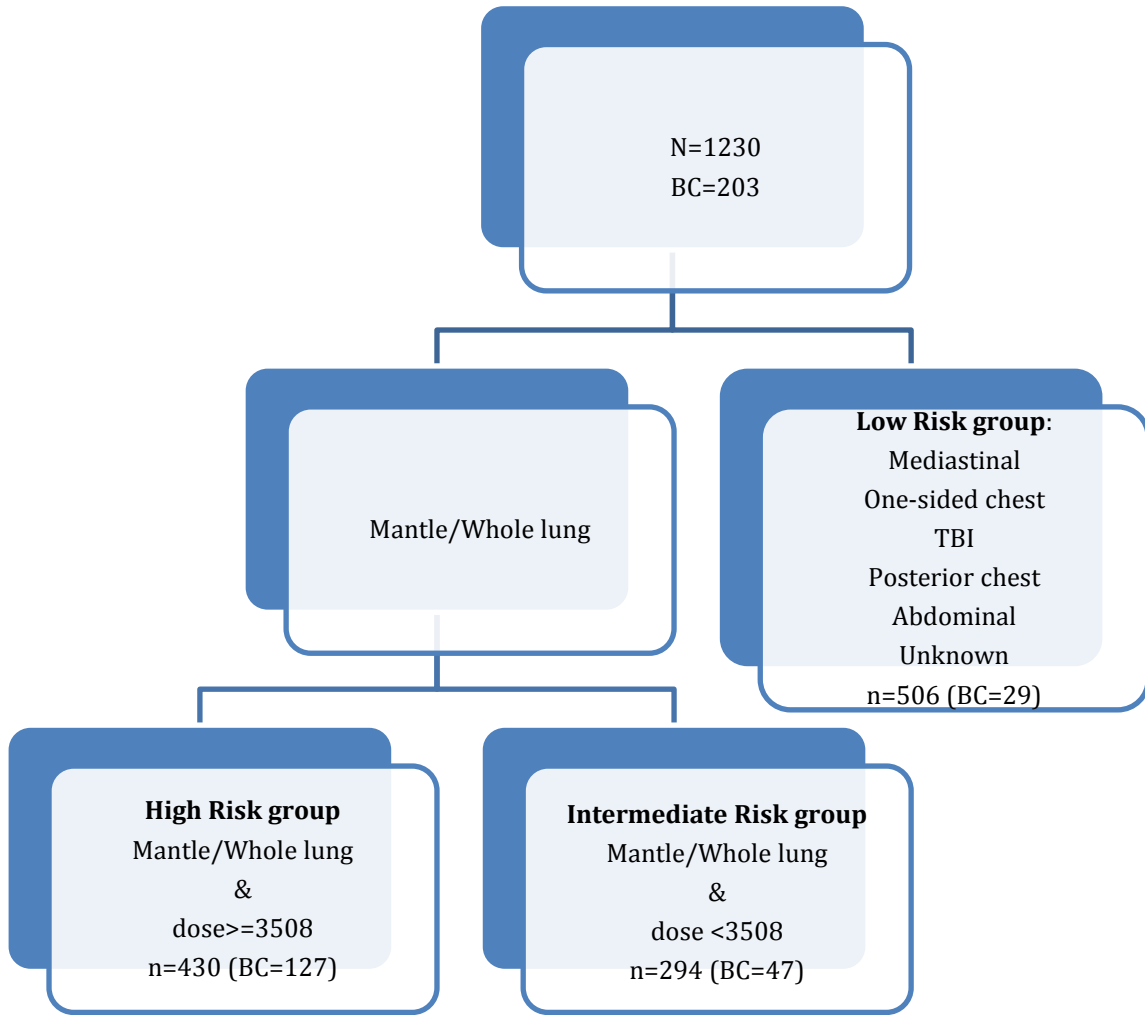 N=1230
BC=203
Mantle/Whole lung
Low Risk group:
Mediastinal
One-sided chest
TBI
Posterior chest
Abdominal
Unknown
n=506 (BC=29)
High Risk group
Mantle/Whole lung
&
dose>=3508
n=430 (BC=127)
Intermediate Risk group
Mantle/Whole lung
&
dose <3508
n=294 (BC=47)